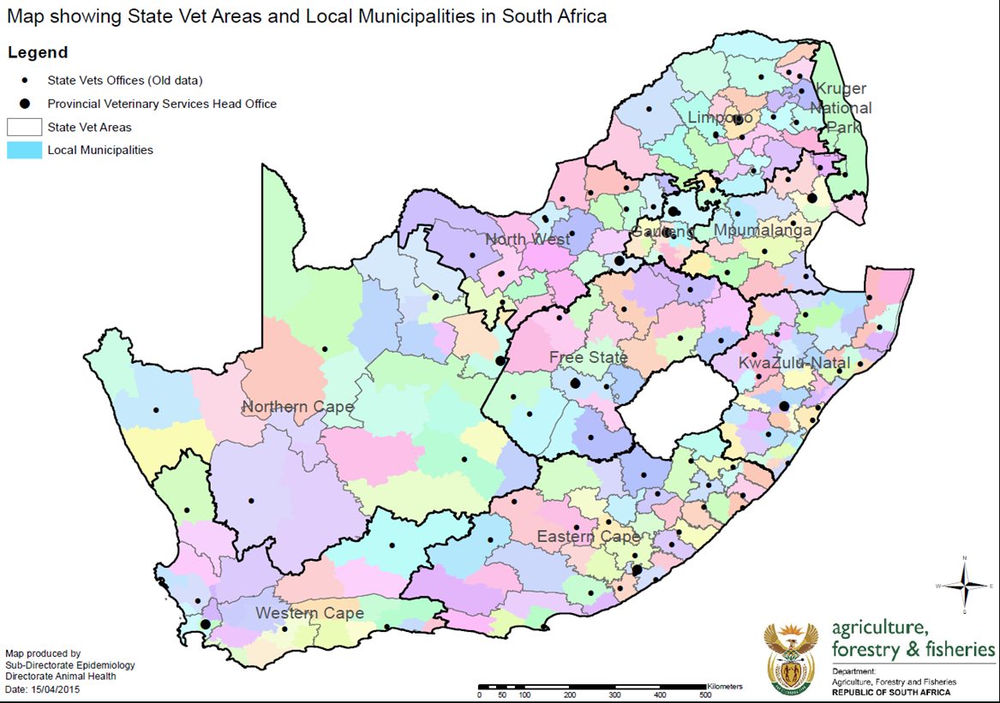 Map showing State Vet Areas and Local Municipalities in South Africa
Legend
State Vets Offices (Old data)
Provincial Veterinary Services Head Office
State Vet Areas
Local Municipalities
Kruger
National
Park
Limpopo
North West
Gauteng
Mpumalanga
Free State
KwaZulu-Natal
Northern Cape
Eastern Cape
Western Cape
N
W
E
S
agriculture,
forestry & fisheries
Department:
Agriculture, Forestry and Fisheries
REPUBLIC OF SOUTH AFRICA
Map produced by
Sub-Directorate Epidemiology
Directorate Animal Health
Date: 15/04/2015
Kilometers
0 50 100 200 300 400 500